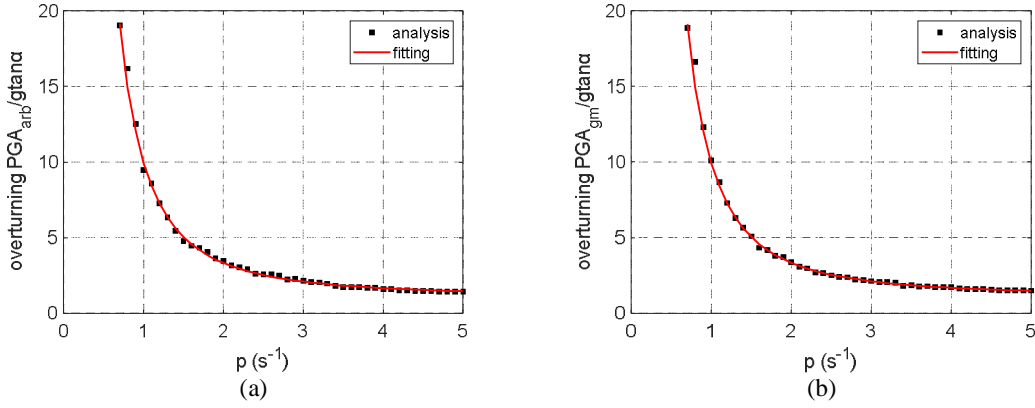 20
15
10
5
0
0
1
2
3
4
5
overturning PGA_arb/gtanα
p (s⁻¹)
analysis
fitting
(a)
20
15
10
5
0
0
1
2
3
4
5
overturning PGA_gm/gtanα
p (s⁻¹)
analysis
fitting
(b)